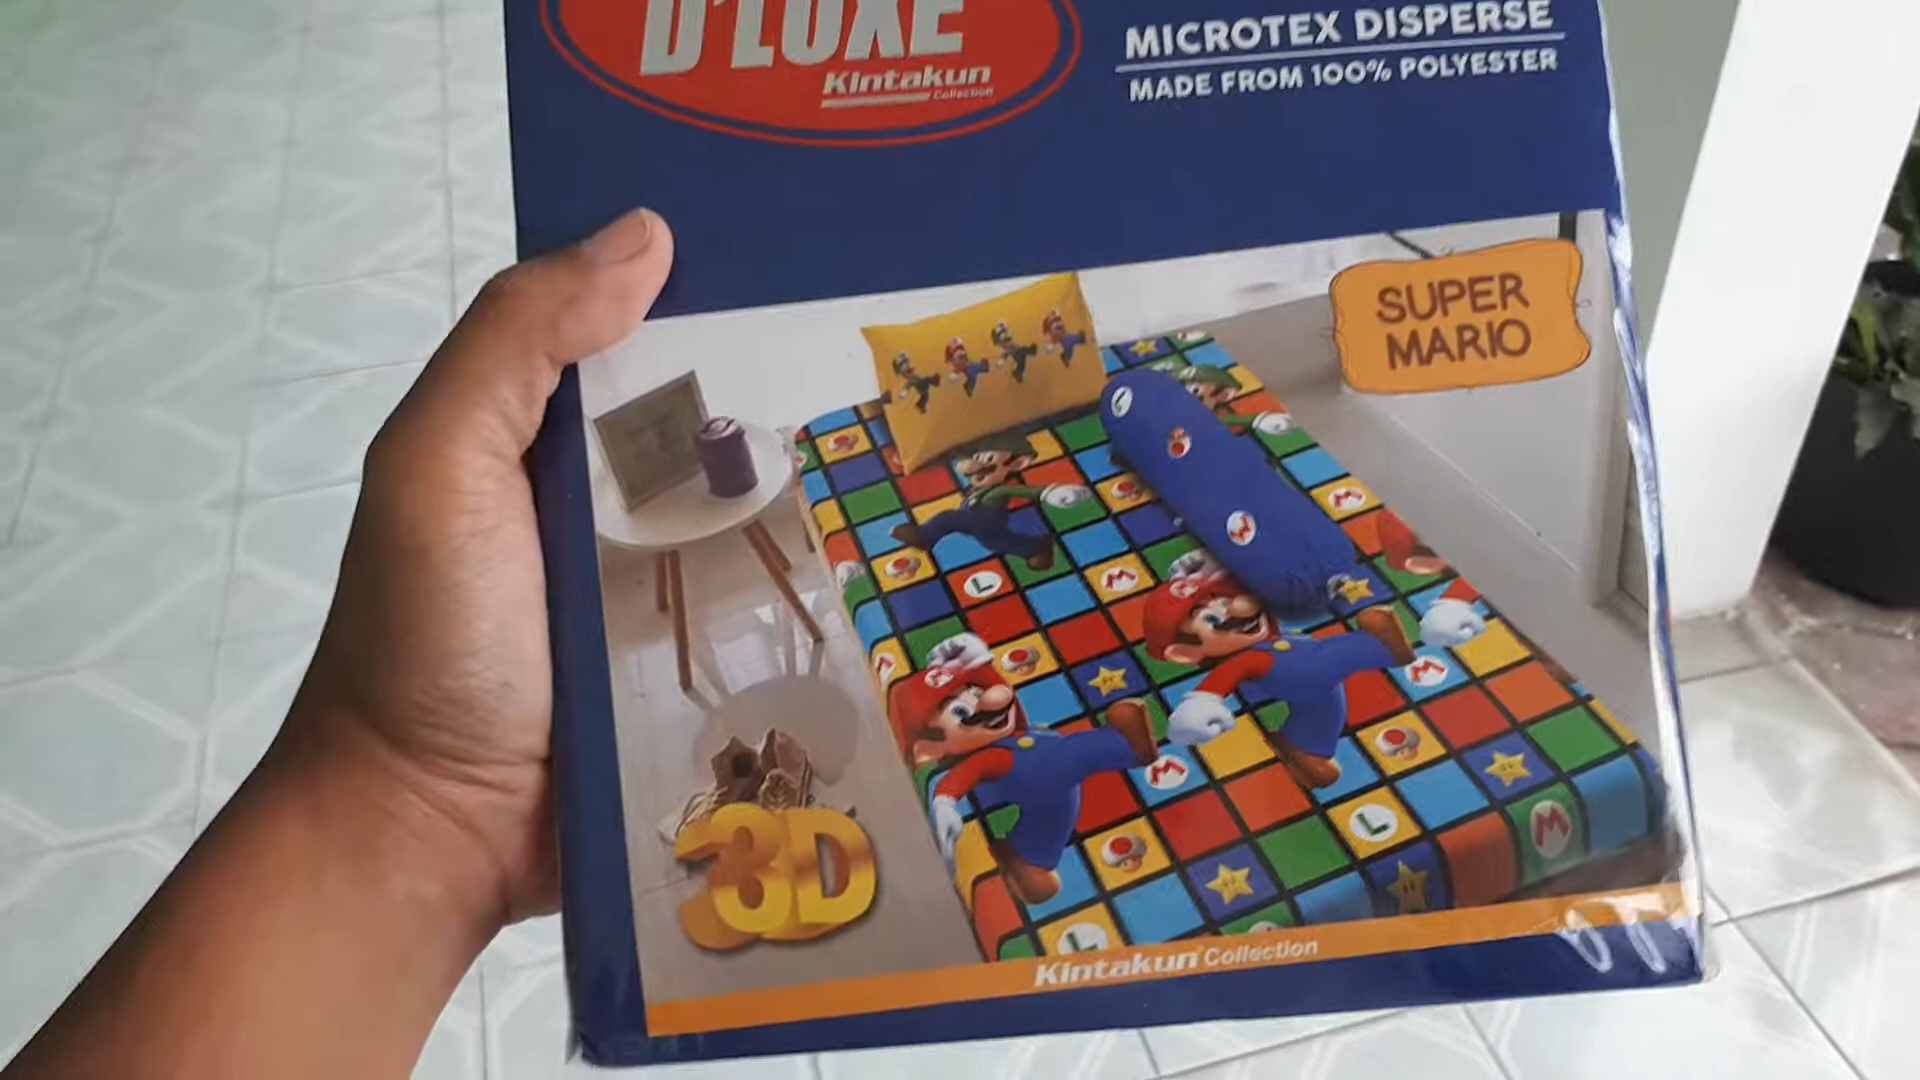 D'LUXE
Kintakun
Collection
MICROTEX DISPERSE
MADE FROM 100% POLYESTER
SUPER
MARIO
L
M
M
L
M
M
L
3D
Kintakun Collection